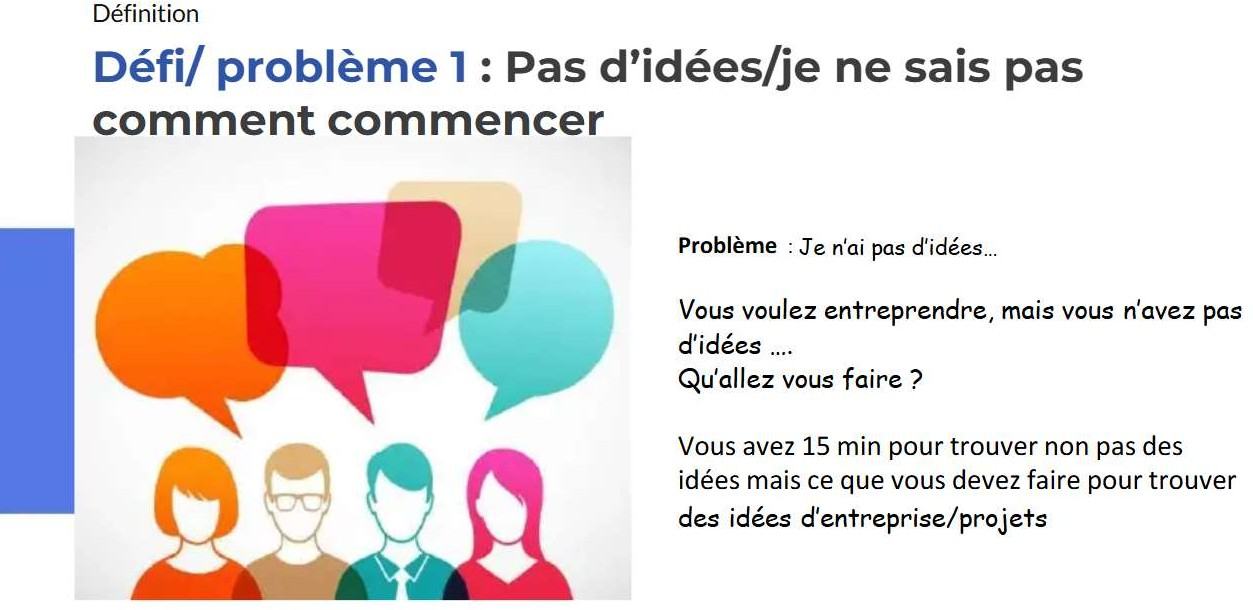 Définition
Défi/ problème 1 : Pas d’idées/je ne sais pas
comment commencer
Problème : Je n’ai pas d’idées…
Vous voulez entreprendre, mais vous n’avez pas
d’idées ….
Qu’allez vous faire ?
Vous avez 15 min pour trouver non pas des
idées mais ce que vous devez faire pour trouver
des idées d’entreprise/projets